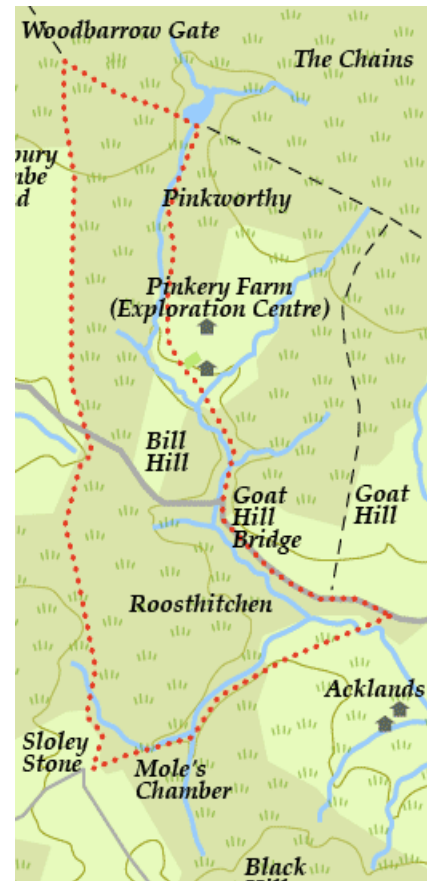 Woodbarrow Gate
The Chains
Pinkworthy
Pinkery Farm
(Exploration Centre)
Bill
Hill
Goat
Hill
Bridge
Goat
Hill
Roosthitchen
Acklands
Sloley
Stone
Mole's
Chamber
Black